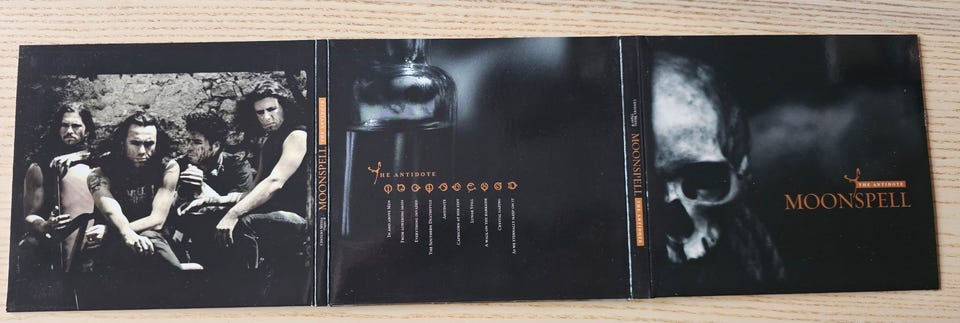 MOONSPELL
THE ANTIDOTE
IN AND ABOVE MEN
FROM LOWERING SKIES
EVERYTHING INVADED
THE SOUTHERN DEATHSTYLE
ANTIDOTE
CAPRICORN AT HER FEET
LUNAR STILL
A WALK ON THE DARKSIDE
CRYSTAL GAZING
AS WE ETERNALLY SLEEP ON IT
MOONSPELL THE ANTIDOTE
THE ANTIDOTE
MOONSPELL